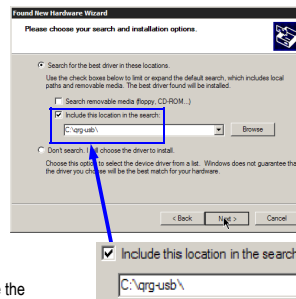 Found New Hardware Wizard
Please choose your search and installation options.
Search for the best driver in these locations.
Use the check boxes below to limit or expand the default search, which includes local
paths and removable media. The best driver found will be installed.
Search removable media (floppy, CD-ROM...)
Include this location in the search:
C:\qrg-usb\
Browse
Don't search. I will choose the driver to install.
Choose this option to select the device driver from a list. Windows does not guarantee tha
the driver you choose will be the best match for your hardware.
< Back
Next >
Cancel
Include this location in the search
C:\qrg-usb\
the